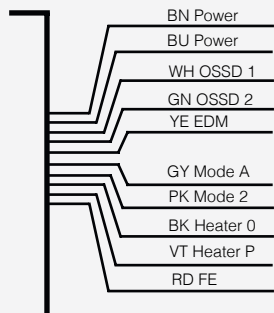 BN Power
BU Power
WH OSSD 1
GN OSSD 2
YE EDM
GY Mode A
PK Mode 2
BK Heater 0
VT Heater P
RD FE